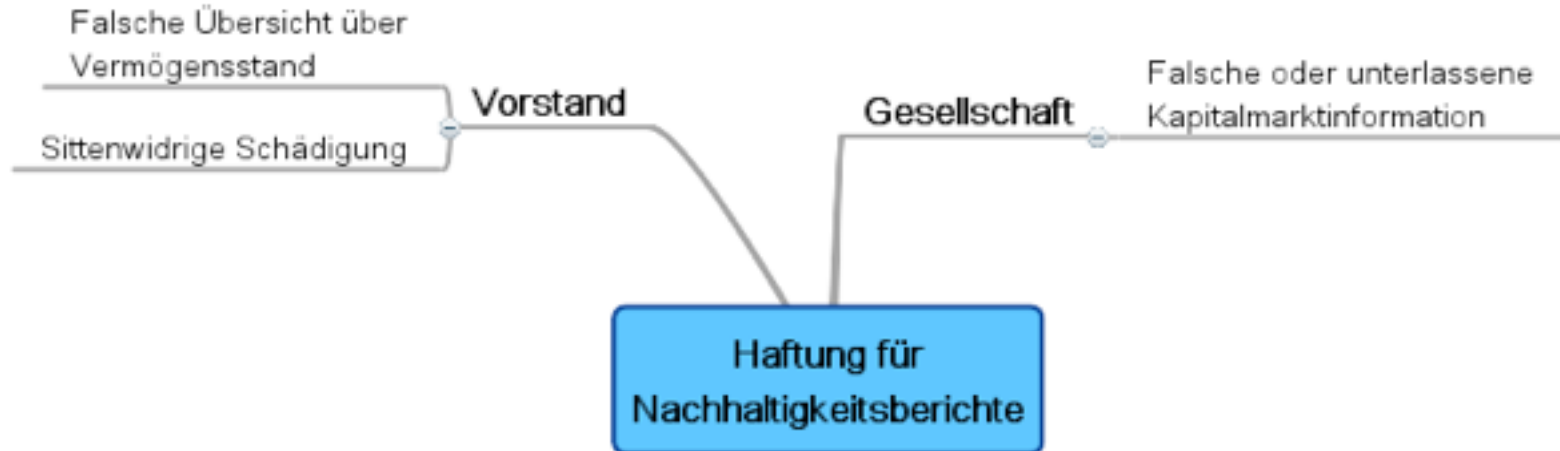 Falsche Übersicht über
Vermögensstand
Sittenwidrige Schädigung
Vorstand
Gesellschaft
Falsche oder unterlassene
Kapitalmarktinformation
Haftung für
Nachhaltigkeitsberichte